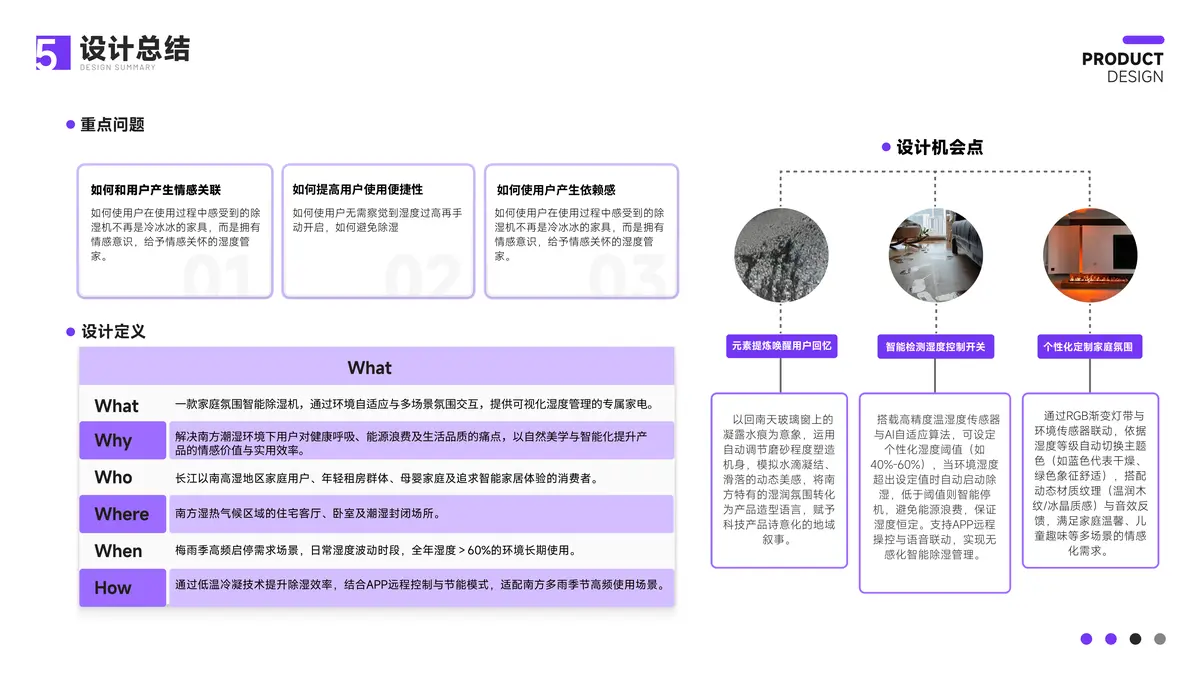 5
设计总结
DESIGN SUMMARY
PRODUCT
DESIGN
重点问题
如何和用户产生情感关联
如何使用户在使用过程中感受到的除
湿机不再是冷冰冰的家具，而是拥有
情感意识，给予情感关怀的湿度管
家。
01
如何提高用户使用便捷性
如何使用户无需察觉到湿度过高再手
动开启，如何避免除湿
02
如何使用户产生依赖感
如何使用户在使用过程中感受到的除
湿机不再是冷冰冰的家具，而是拥有
情感意识，给予情感关怀的湿度管
家。
03
设计定义
What
What
一款家庭氛围智能除湿机，通过环境自适应与多场景氛围交互，提供可视化湿度管理的专属家电。
Why
解决南方潮湿环境下用户对健康呼吸、能源浪费及生活品质的痛点，以自然美学与智能化提升产
品的情感价值与实用效率。
Who
长江以南高湿地区家庭用户、年轻租房群体、母婴家庭及追求智能家居体验的消费者。
Where
南方湿热气候区域的住宅客厅、卧室及潮湿封闭场所。
When
梅雨季高频启停需求场景，日常湿度波动时段，全年湿度＞60%的环境长期使用。
How
通过低温冷凝技术提升除湿效率，结合APP远程控制与节能模式，适配南方多雨季节高频使用场景。
设计机会点
元素提炼唤醒用户回忆
以回南天玻璃窗上的
凝露水痕为意象，运用
自动调节磨砂程度塑造
机身，模拟水滴凝结、
滑落的动态美感，将南
方特有的湿润氛围转化
为产品造型语言，赋予
科技产品诗意化的地域
叙事。
智能检测湿度控制开关
搭载高精度温湿度传感器
与AI自适应算法，可设定
个性化湿度阈值（如
40%-60%），当环境湿度
超出设定值时自动启动除
湿，低于阈值则智能停
机，避免能源浪费，保证
湿度恒定。支持APP远程
操控与语音联动，实现无
感化智能除湿管理。
个性化定制家庭氛围
通过RGB渐变灯带与
环境传感器联动，依据
湿度等级自动切换主题
色（如蓝色代表干燥、
绿色象征舒适），搭配
动态材质纹理（温润木
纹/冰晶质感）与音效反
馈，满足家庭温馨、儿
童趣味等多场景的情感
化需求。